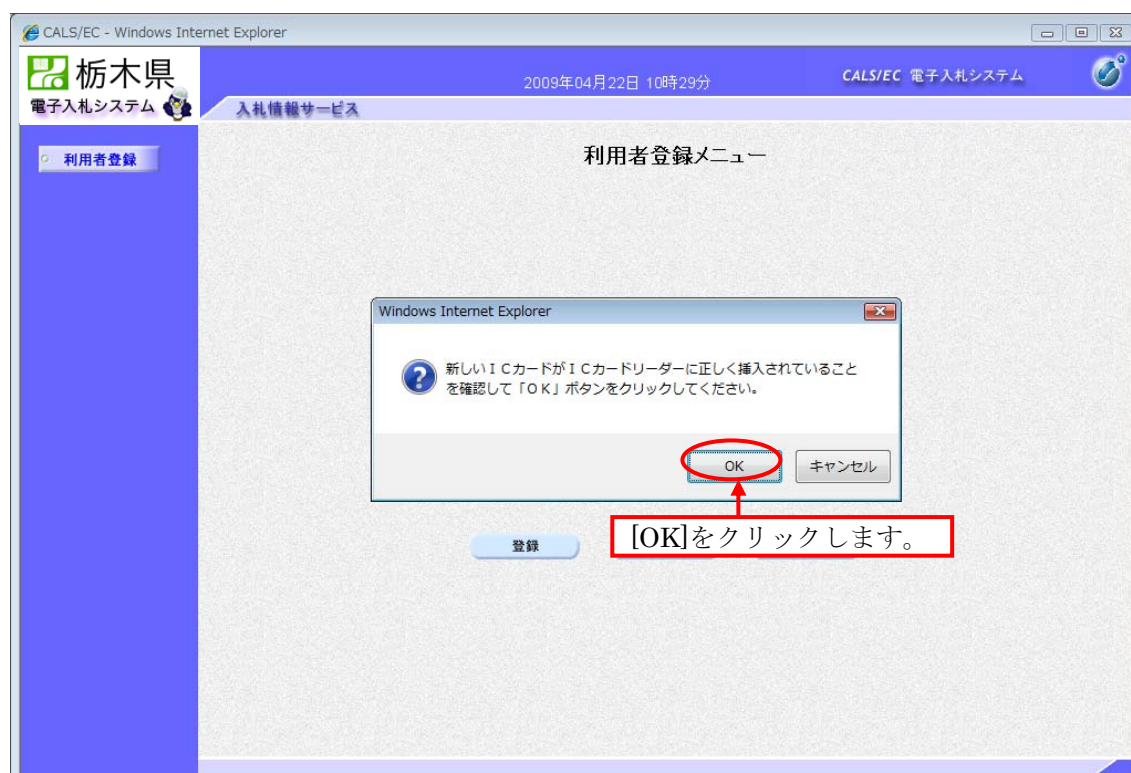 CALS/EC - Windows Internet Explorer
栃木県
電子入札システム
2009年04月22日 10時29分
CALS/EC 電子入札システム
入札情報サービス
利用者登録
利用者登録メニュー
Windows Internet Explorer
新しいICカードがICカードリーダーに正しく挿入されていること
を確認して「OK」ボタンをクリックしてください。
OK
キャンセル
[OK]をクリックします。
登録